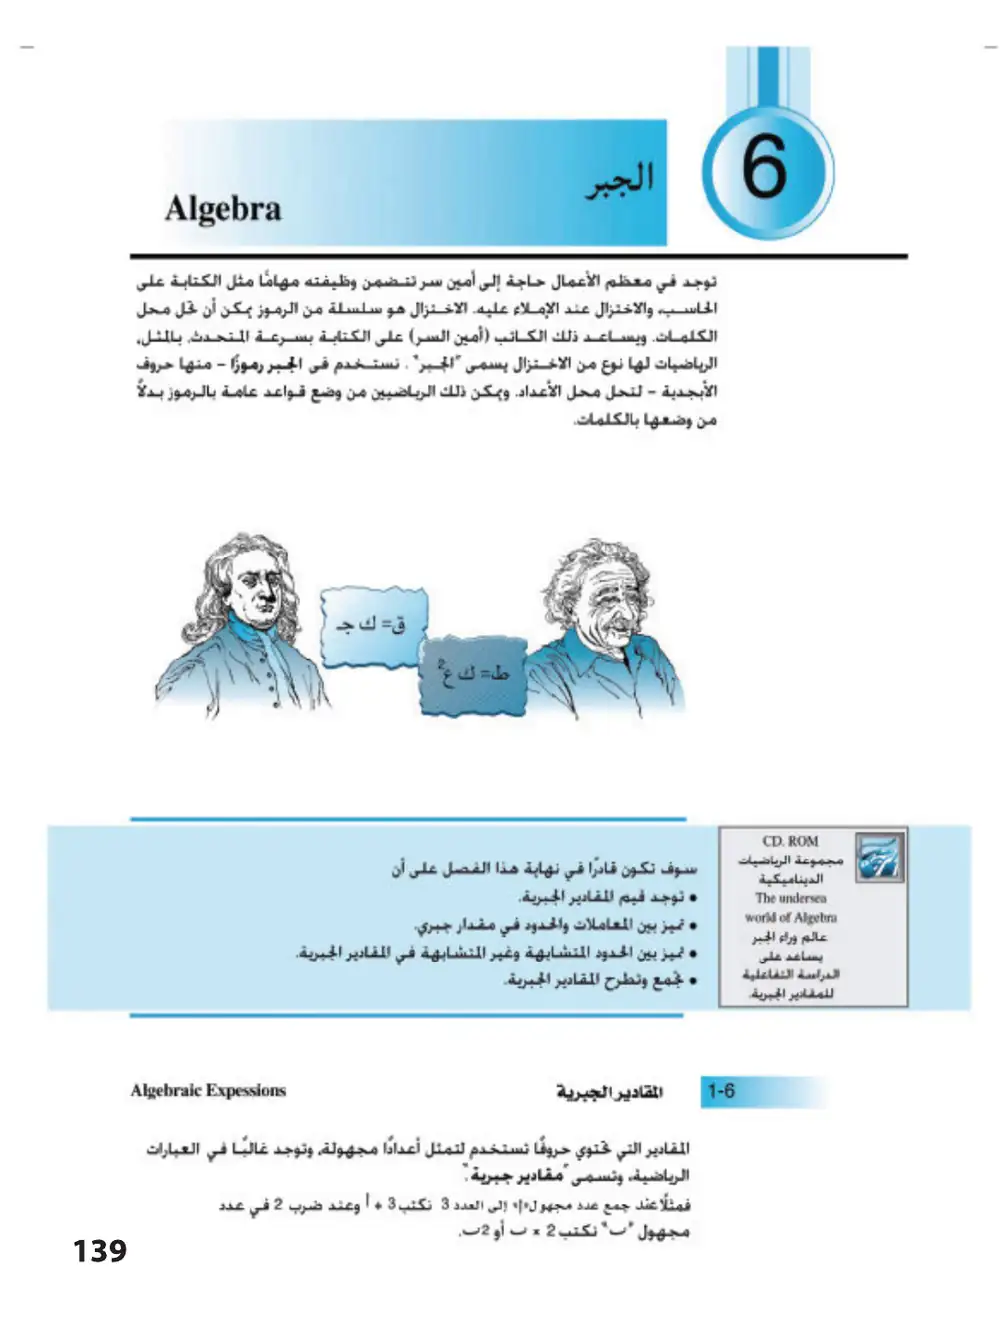 6
الجبر
Algebra
توجد في معظم الأعمال حاجة إلى أمين سر تتضمن وظيفته مهامًا مثل الكتابة على
الحاسب، والاختزال عند الإملاء عليه. الاختزال هو سلسلة من الرموز يمكن أن تحل محل
الكلمات. ويساعد ذلك الكاتب (أمين السر) على الكتابة بسرعة المتحدث. بالمثل،
الرياضيات لها نوع من الاختزال يسمى "الجبر". نستخدم في الجبر رموزًا - منها حروف
الأبجدية - لتحل محل الأعداد. ويمكن ذلك الرياضيين من وضع قواعد عامة بالرموز بدلاً
من وضعها بالكلمات.
ق= ك جـ
ط= ك ع2
سوف تكون قادرًا في نهاية هذا الفصل على أن
• توجد قيم المقادير الجبرية.
• تميز بين المعاملات والحدود في مقدار جبري.
• تميز بين الحدود المتشابهة وغير المتشابهة في المقادير الجبرية.
• تجمع وتطرح المقادير الجبرية.
CD. ROM
مجموعة الرياضيات
الديناميكية
The undersea
world of Algebra
عالم وراء الجبر
يساعد على
الدراسة التفاعلية
للمقادير الجبرية.
1-6
المقادير الجبرية
Algebraic Expessions
المقادير التي تحتوي حروفًا تستخدم لتمثل أعدادًا مجهولة، وتوجد غالبًا في العبارات
الرياضية، وتسمى "مقادير جبرية".
فمثلًا عند جمع عدد مجهول «أ» إلى العدد 3 نكتب 3 + أ وعند ضرب 2 في عدد
مجهول "ب" نكتب 2 × ب أو 2ب.
139